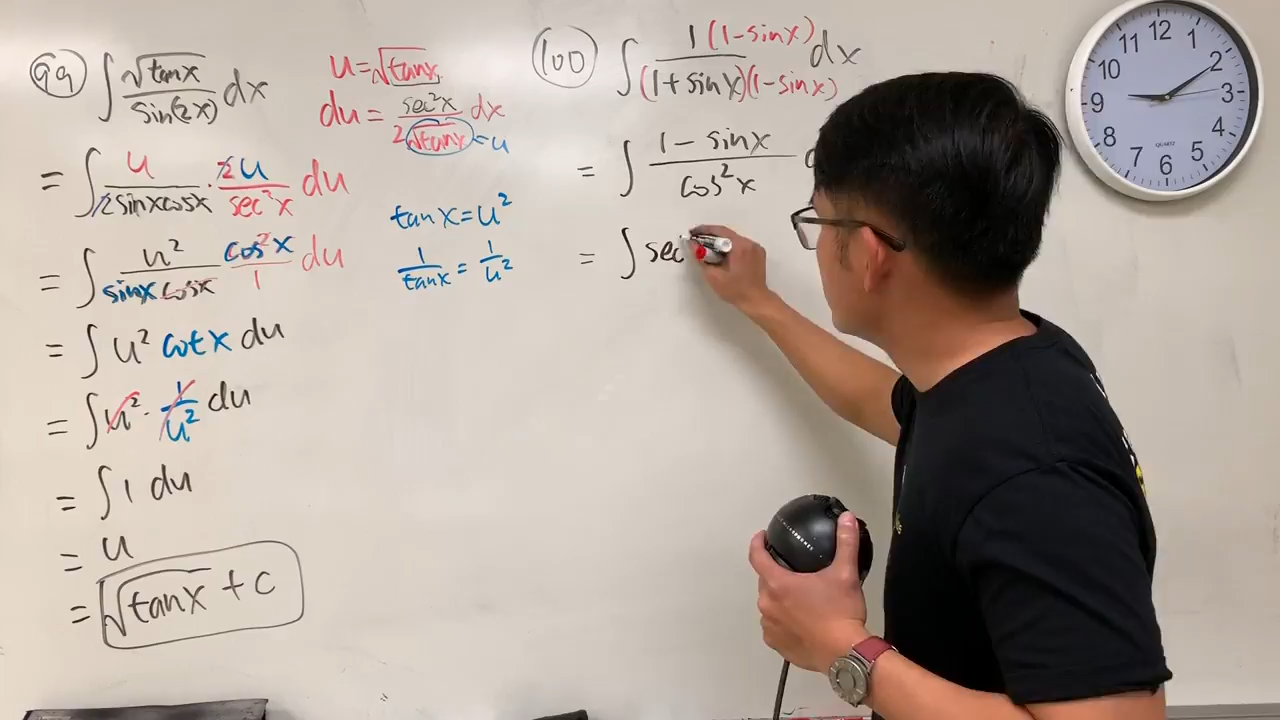 99 ∫ √tanx / sin(2x) dx
= ∫ u / 2sinxcosx · 2u / sec²x du
= ∫ u² / sinx cosx cos²x / 1 du
= ∫ u² cotx du
= ∫ u² · 1 / u² du
= ∫ 1 du
= u
= √tanx + c
u = √tanx
du = sec²x / 2√tanx dx
= u
tanx = u²
1 / tanx = 1 / u²
100 ∫ 1 (1 - sinx) / (1 + sinx)(1 - sinx) dx
= ∫ 1 - sinx / cos²x d
= ∫ sec
12 1 2 3 4 5 6 7 8 9 10 11
QUARTZ